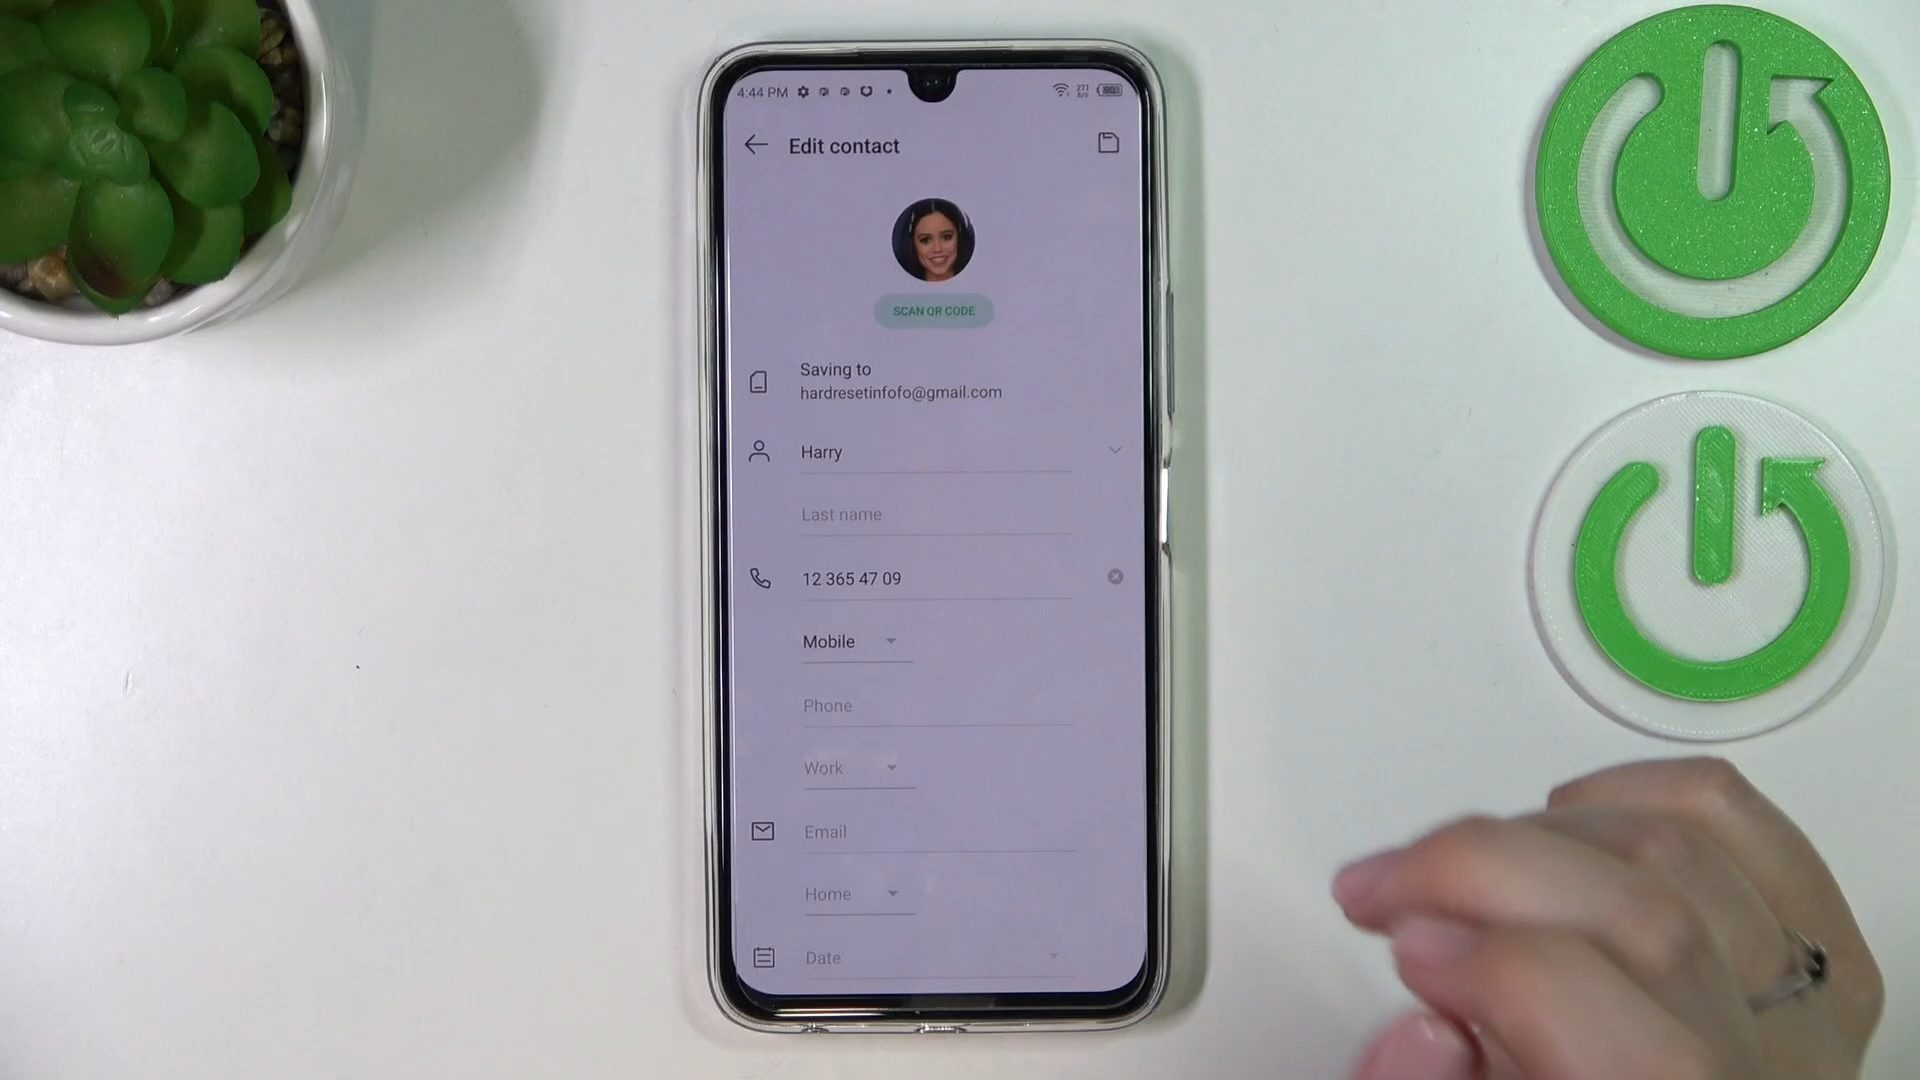 4:44 PM
Edit contact
SCAN QR CODE
Saving to
hardresetinfofo@gmail.com
Harry
Last name
12 365 47 09
Mobile
Phone
Work
Email
Home
Date